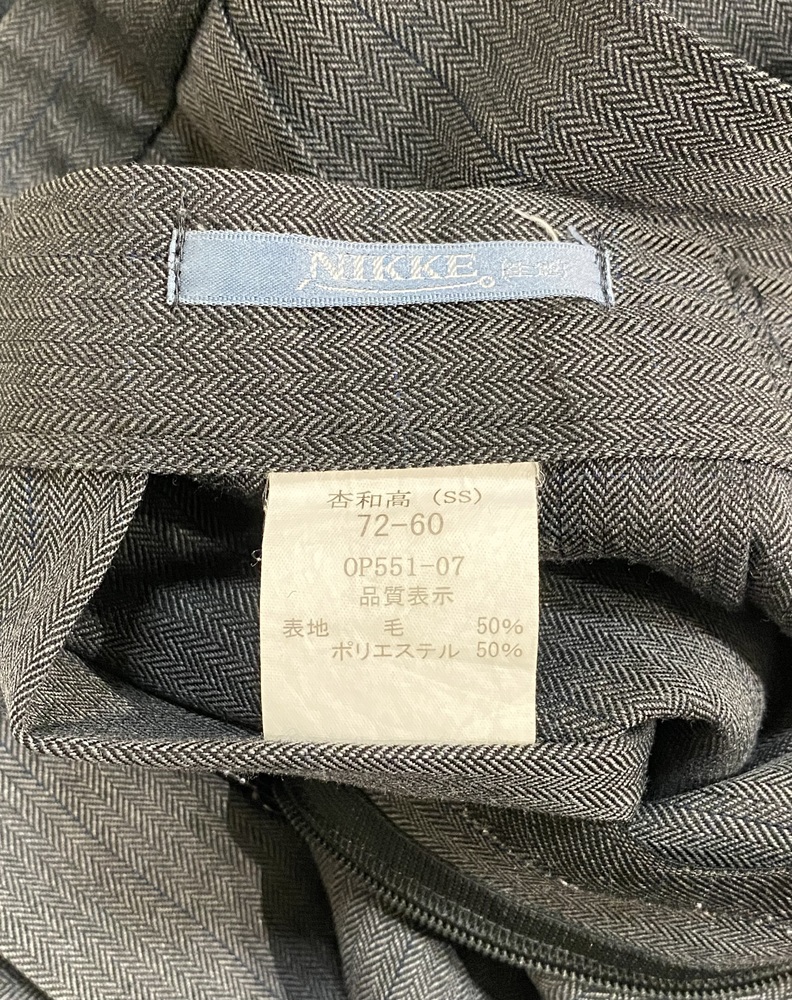 NIKKE
杏和高 (SS)
72-60
OP551-07
品質表示
表地 毛 50%
ポリエステル 50%